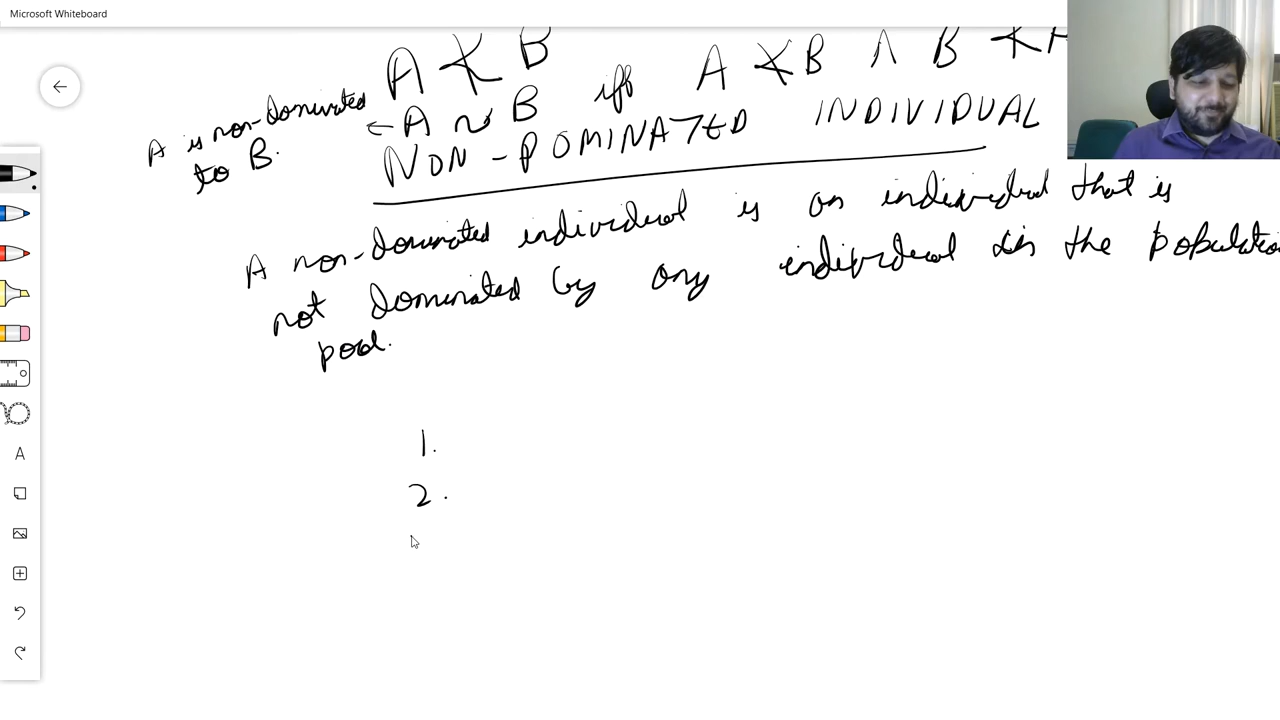 Microsoft Whiteboard
A ⊀ B
A is non-dominated to B.
← A ~ B iff A ⊀ B ∧ B ⊀ A
NON-DOMINATED INDIVIDUAL
A non-dominated individual is an individual that is
not dominated by any individual in the population
pool.
1.
2.
A